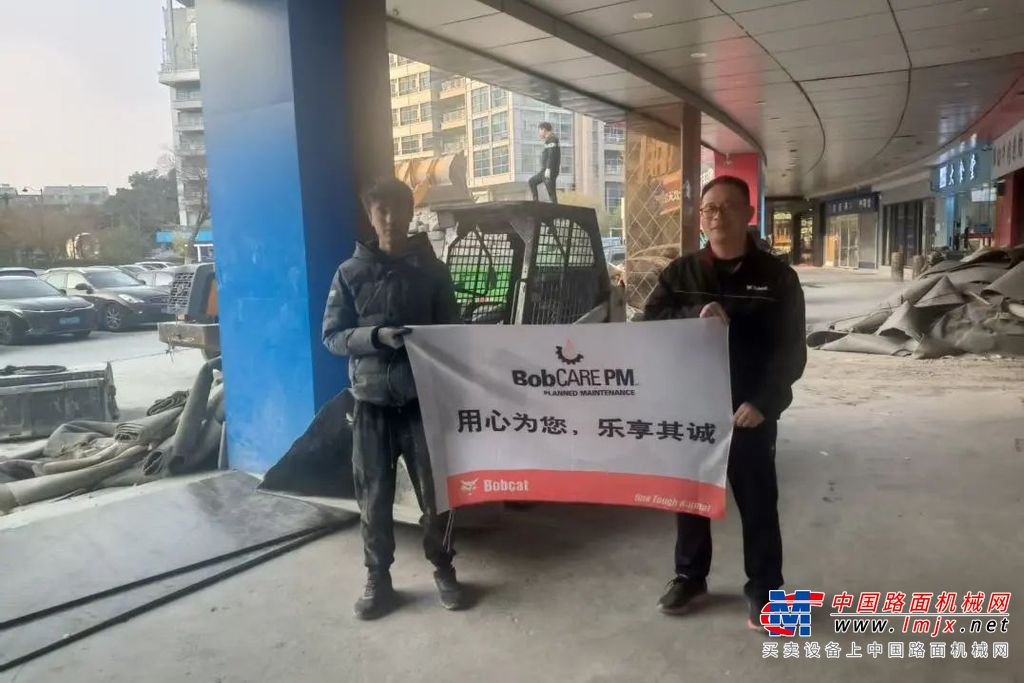 BobCARE PM
PLANNED MAINTENANCE
用心为您，乐享其诚
Bobcat
One Tough Animal
中国路面机械网
www.lmjx.net
买卖设备上中国路面机械网